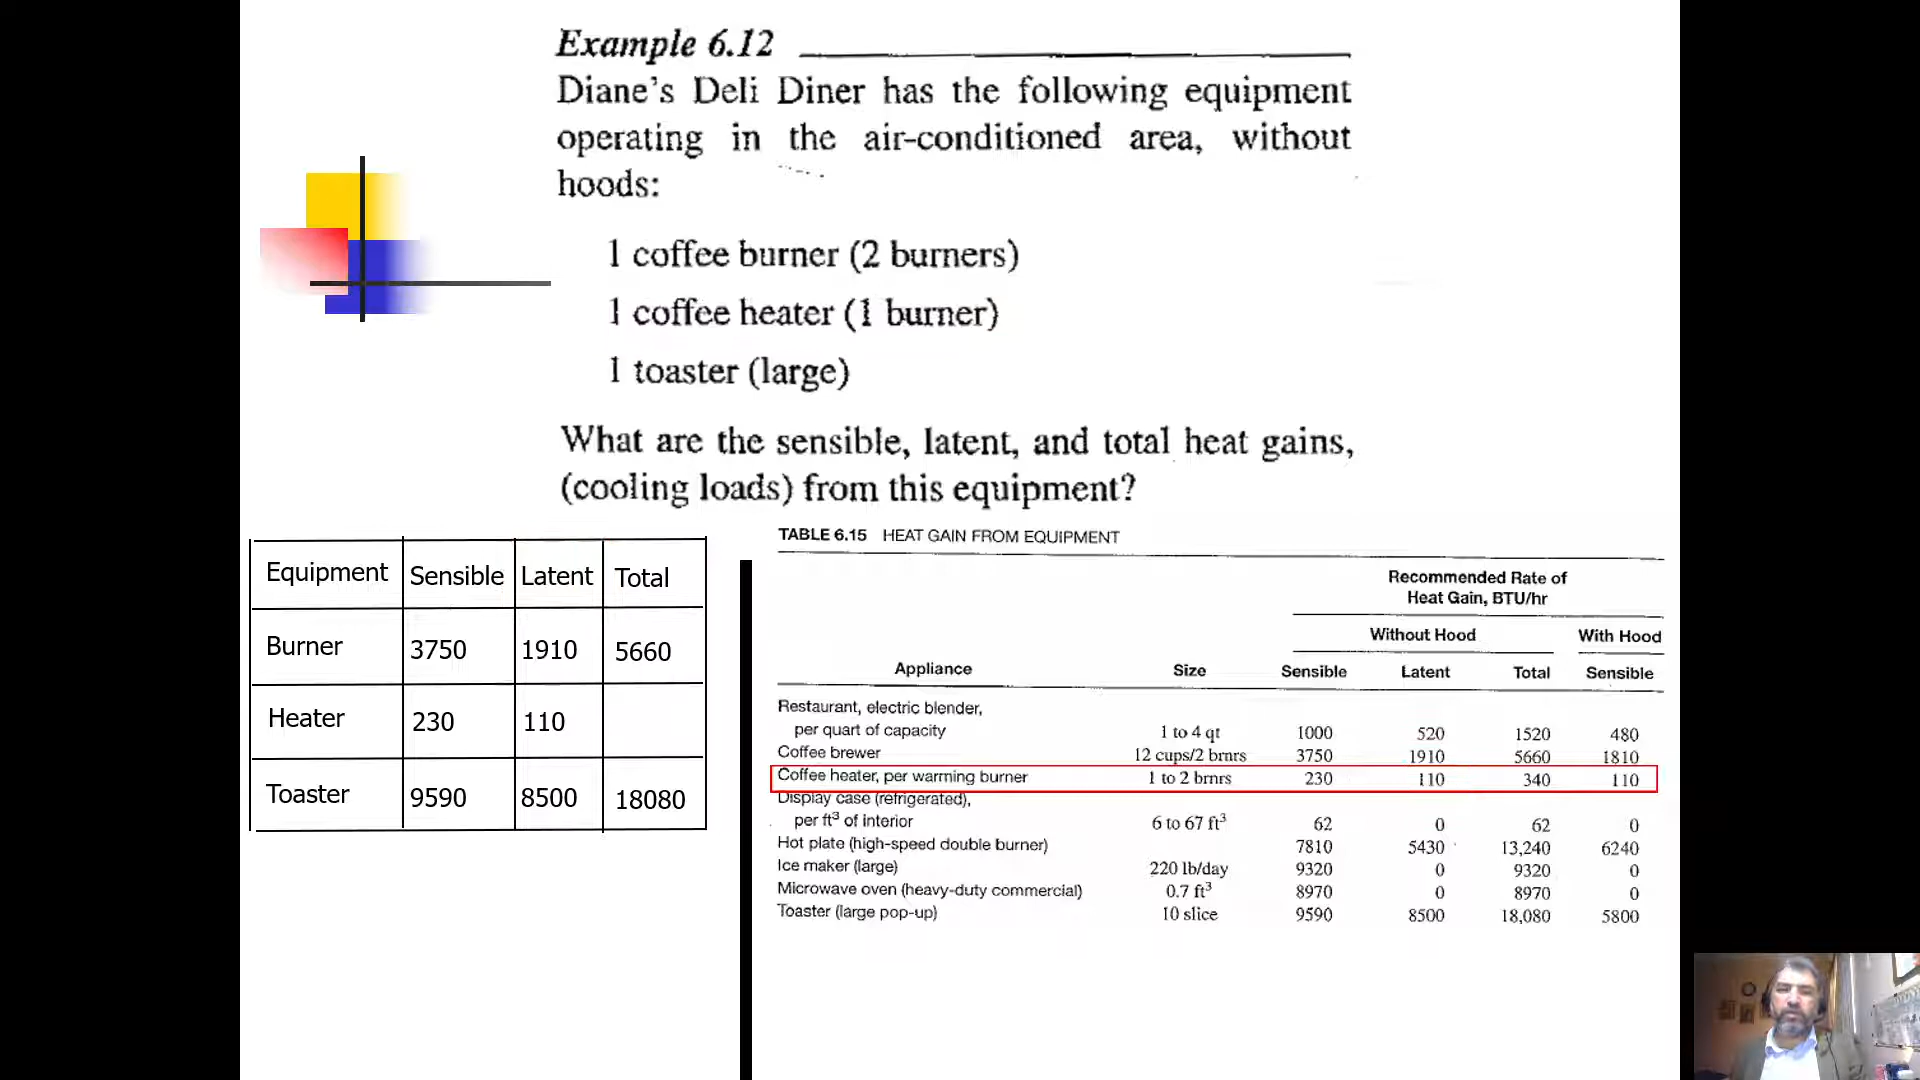 Example 6.12
Diane's Deli Diner has the following equipment
operating in the air-conditioned area, without
hoods:
1 coffee burner (2 burners)
1 coffee heater (1 burner)
1 toaster (large)
What are the sensible, latent, and total heat gains,
(cooling loads) from this equipment?
Equipment Sensible Latent Total
Burner 3750 1910 5660
Heater 230 110
Toaster 9590 8500 18080
TABLE 6.15 HEAT GAIN FROM EQUIPMENT
Recommended Rate of
Heat Gain, BTU/hr
Without Hood With Hood
Appliance Size Sensible Latent Total Sensible
Restaurant, electric blender,
per quart of capacity 1 to 4 qt 1000 520 1520 480
Coffee brewer 12 cups/2 brnrs 3750 1910 5660 1810
Coffee heater, per warming burner 1 to 2 brnrs 230 110 340 110
Display case (refrigerated),
per ft³ of interior 6 to 67 ft³ 62 0 62 0
Hot plate (high-speed double burner) 7810 5430 13,240 6240
Ice maker (large) 220 lb/day 9320 0 9320 0
Microwave oven (heavy-duty commercial) 0.7 ft³ 8970 0 8970 0
Toaster (large pop-up) 10 slice 9590 8500 18,080 5800